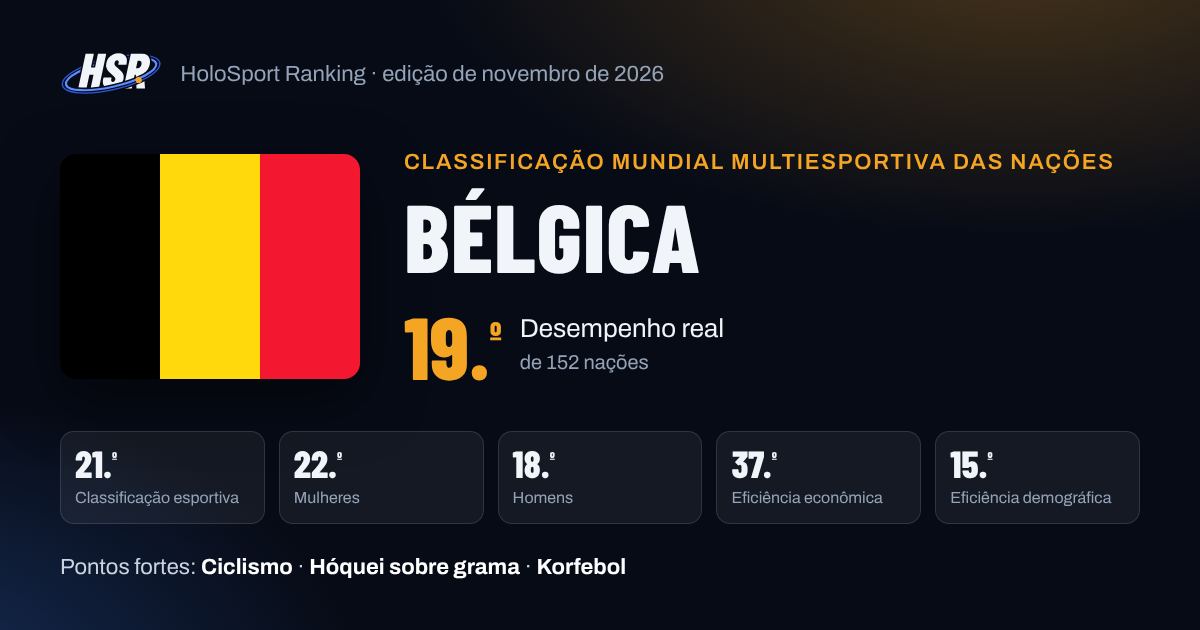 HSR
HoloSport Ranking · edição de novembro de 2026
CLASSIFICAÇÃO MUNDIAL MULTIESPORTIVA DAS NAÇÕES
BÉLGICA
19.º
Desempenho real
de 152 nações
21.º
Classificação esportiva
22.º
Mulheres
18.º
Homens
37.º
Eficiência econômica
15.º
Eficiência demográfica
Pontos fortes: Ciclismo · Hóquei sobre grama · Korfebol